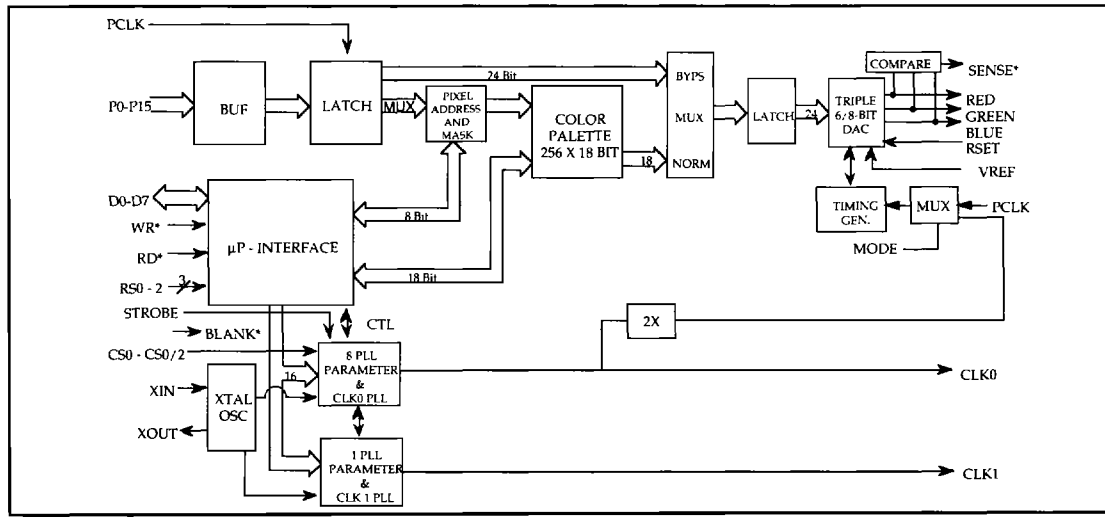 PCLK
P0-P15
BUF
LATCH
24 Bit
MUX
PIXEL
ADDRESS
AND
MASK
COLOR
PALETTE
256 X 18 BIT
18
BYPS
MUX
NORM
LATCH
24
COMPARE
TRIPLE
6/8-BIT
DAC
SENSE*
RED
GREEN
BLUE
RSET
VREF
TIMING
GEN.
MUX
PCLK
MODE
D0-D7
WR*
RD*
RS0 - 2
3
µP - INTERFACE
8 Bit
18 Bit
STROBE
BLANK*
CS0 - CS0/2
CTL
2X
16
8 PLL
PARAMETER
&
CLK0 PLL
CLK0
XIN
XOUT
XTAL
OSC
1 PLL
PARAMETER
&
CLK 1 PLL
CLK1